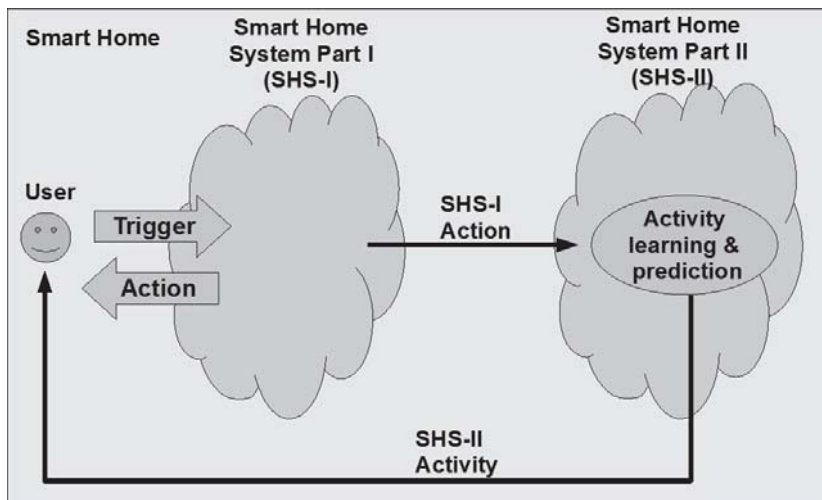 Smart Home
Smart Home
System Part I
(SHS-I)
Smart Home
System Part II
(SHS-II)
User
Trigger
Action
SHS-I
Action
Activity
learning &
prediction
SHS-II
Activity